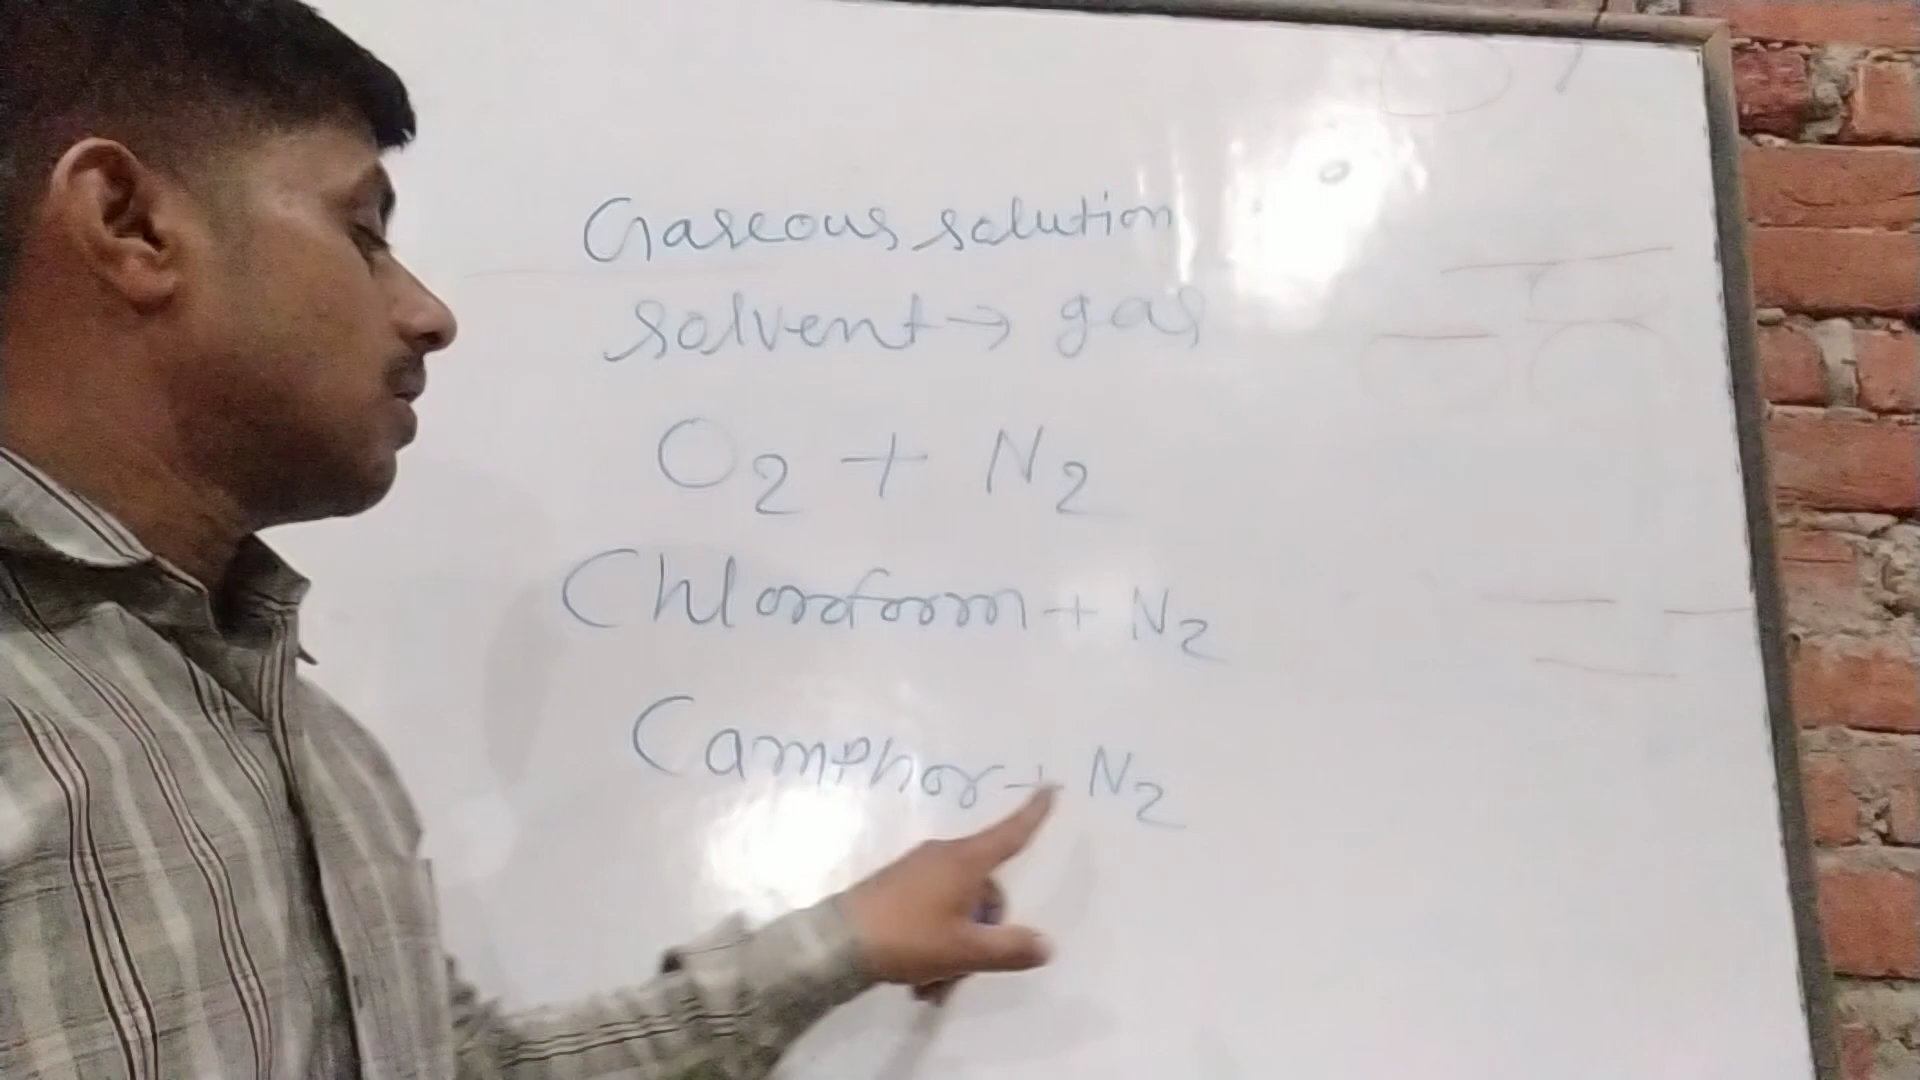 Gaseous solution
solvent → gas
O₂ + N₂
Chloroform + N₂
Camphor + N₂